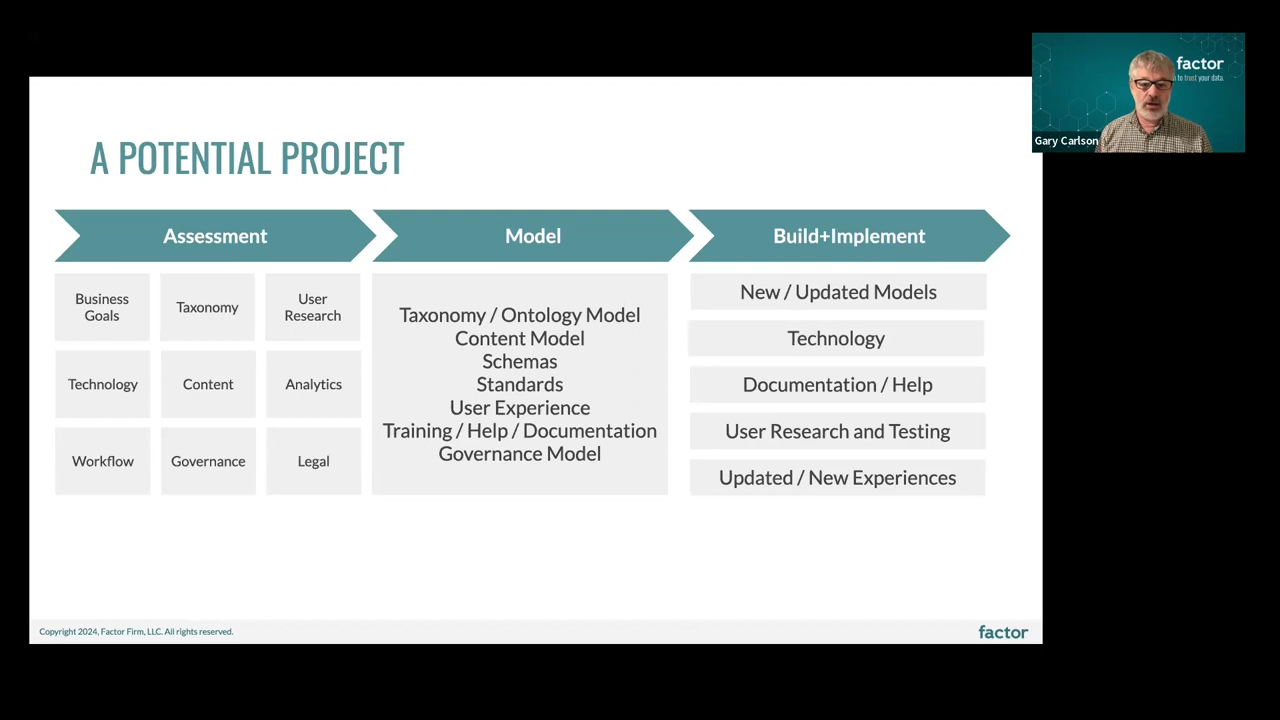 factor
to trust your data.
Gary Carlson
A POTENTIAL PROJECT
Assessment
Model
Build+Implement
Business
Goals
Taxonomy
User
Research
Technology
Content
Analytics
Workflow
Governance
Legal
Taxonomy / Ontology Model
Content Model
Schemas
Standards
User Experience
Training / Help / Documentation
Governance Model
New / Updated Models
Technology
Documentation / Help
User Research and Testing
Updated / New Experiences
Copyright 2024, Factor Firm, LLC. All rights reserved.
factor